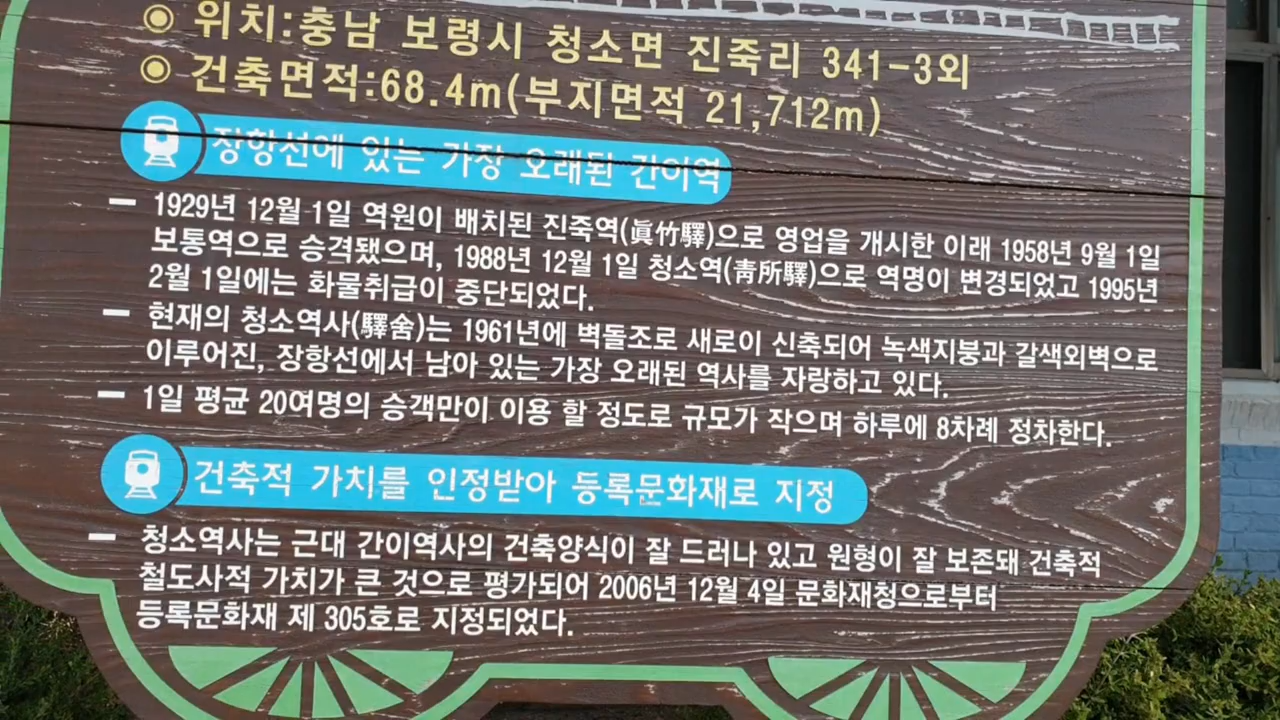 ◉ 위치:충남 보령시 청소면 진죽리 341-3외
◉ 건축면적:68.4m(부지면적 21,712m)
장항선에 있는 가장 오래된 간이역
- 1929년 12월 1일 역원이 배치된 진죽역(眞竹驛)으로 영업을 개시한 이래 1958년 9월 1일
보통역으로 승격됐으며, 1988년 12월 1일 청소역(靑所驛)으로 역명이 변경되었고 1995년
2월 1일에는 화물취급이 중단되었다.
- 현재의 청소역사(驛舍)는 1961년에 벽돌조로 새로이 신축되어 녹색지붕과 갈색외벽으로
이루어진, 장항선에서 남아 있는 가장 오래된 역사를 자랑하고 있다.
- 1일 평균 20여명의 승객만이 이용 할 정도로 규모가 작으며 하루에 8차례 정차한다.
건축적 가치를 인정받아 등록문화재로 지정
- 청소역사는 근대 간이역사의 건축양식이 잘 드러나 있고 원형이 잘 보존돼 건축적
철도사적 가치가 큰 것으로 평가되어 2006년 12월 4일 문화재청으로부터
등록문화재 제 305호로 지정되었다.